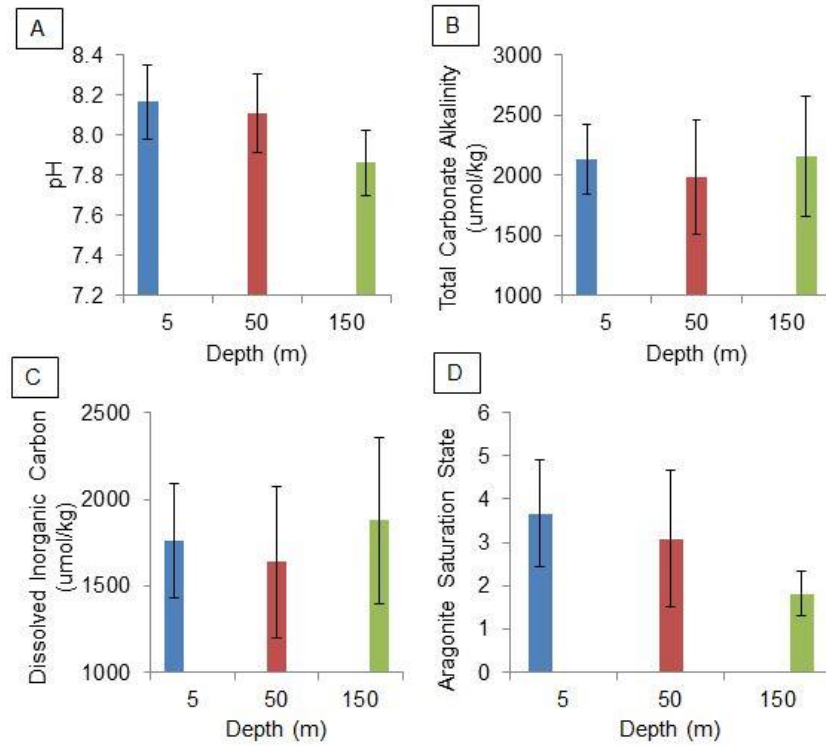 A
8.4
8.2
8.0
7.8
7.6
7.4
7.2
pH
5 50 150
Depth (m)
B
3000
2500
2000
1500
1000
Total Carbonate Alkalinity
(umol/kg)
5 50 150
Depth (m)
C
2500
2000
1500
1000
Dissolved Inorganic Carbon
(umol/kg)
5 50 150
Depth (m)
D
6
5
4
3
2
1
0
Aragonite Saturation State
5 50 150
Depth (m)